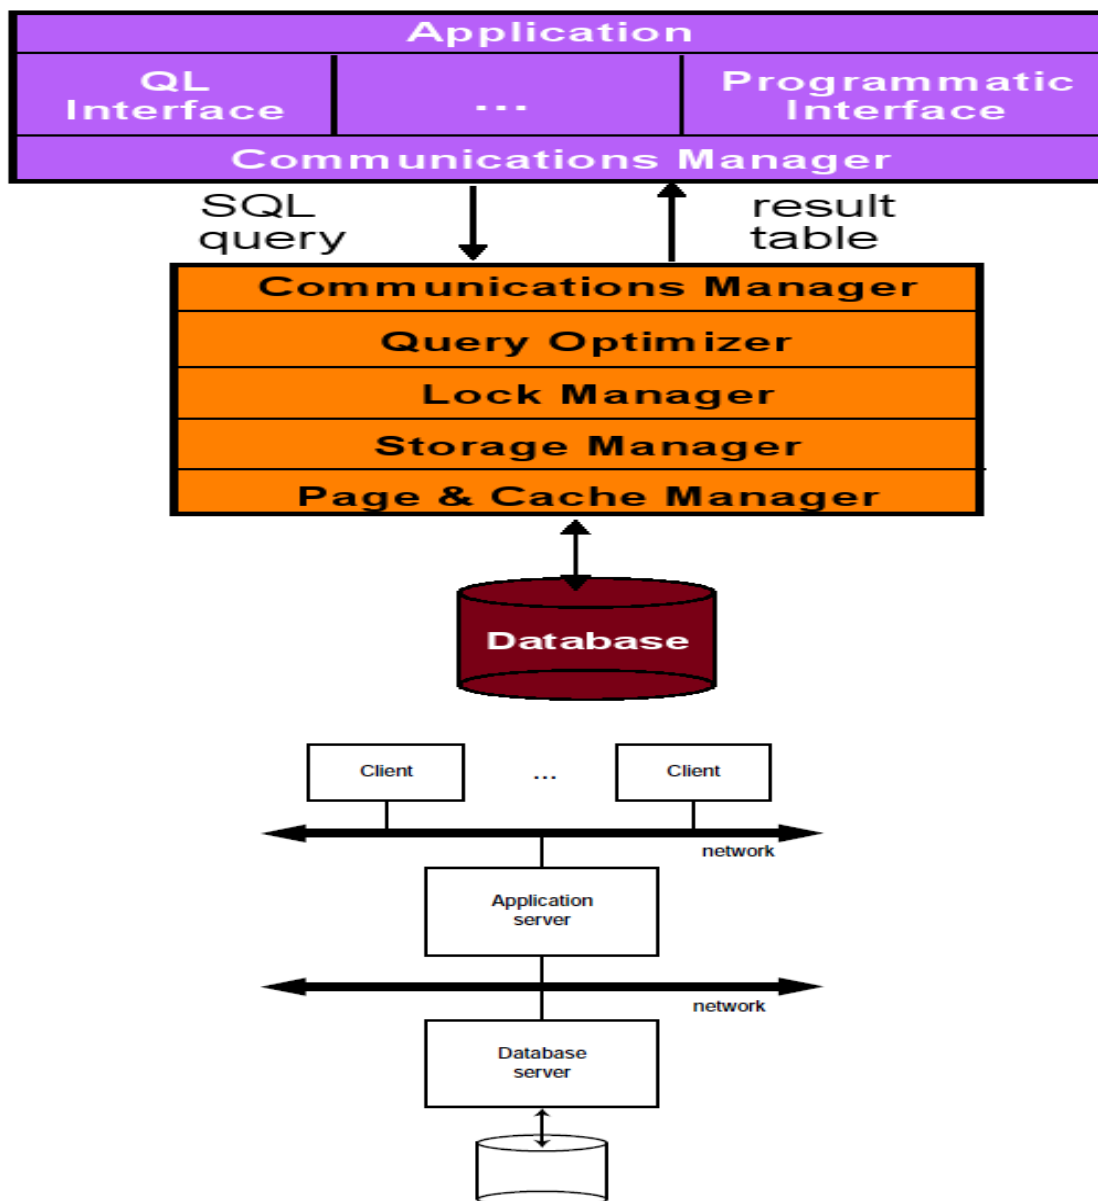 Application
QL
Interface
...
Programmatic
Interface
Communications Manager
SQL
query
result
table
Communications Manager
Query Optimizer
Lock Manager
Storage Manager
Page & Cache Manager
Database
Client
...
Client
network
Application
server
network
Database
server